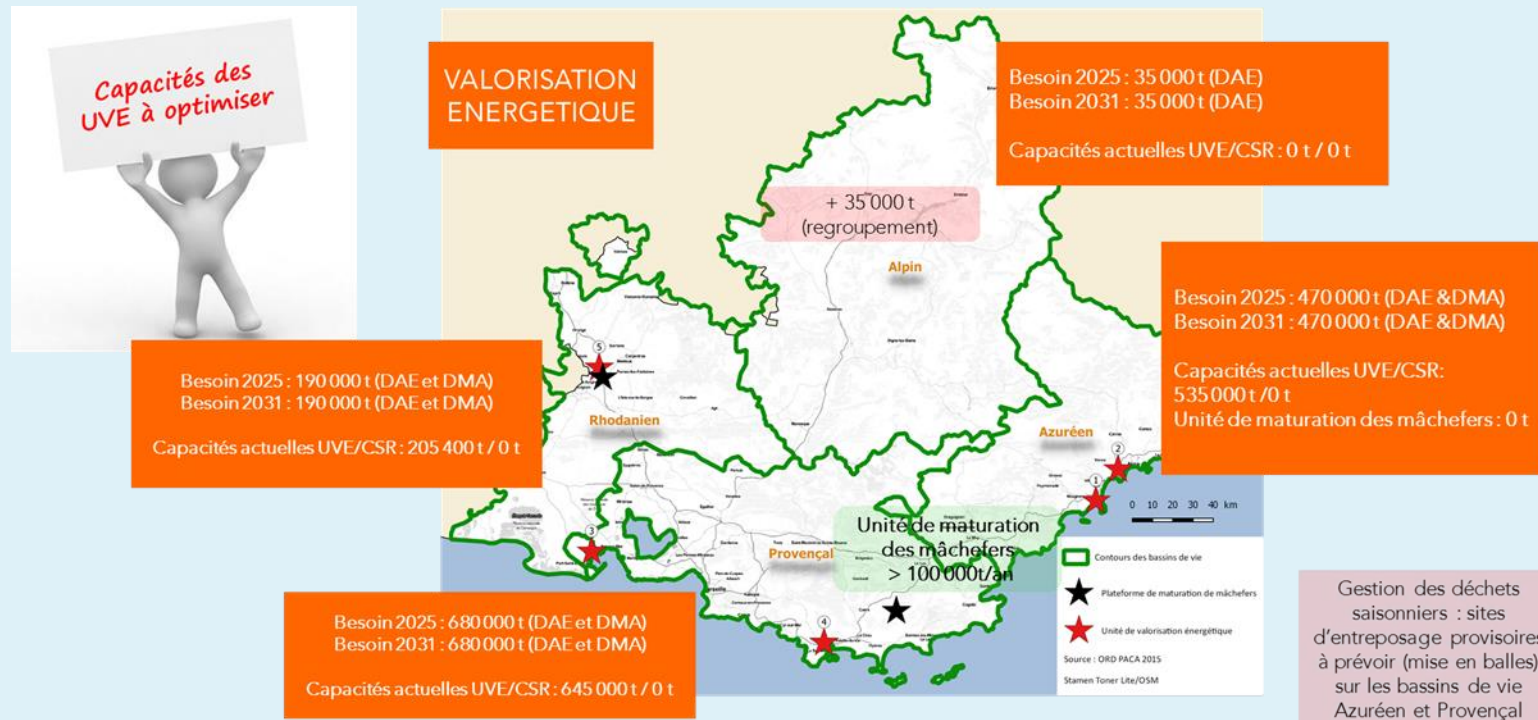 Capacités des
UVE à optimiser
VALORISATION
ENERGETIQUE
Besoin 2025 : 35 000 t (DAE)
Besoin 2031 : 35 000 t (DAE)
Capacités actuelles UVE/CSR : 0 t / 0 t
+ 35 000 t
(regroupement)
Alpin
Besoin 2025 : 470 000 t (DAE &DMA)
Besoin 2031 : 470 000 t (DAE &DMA)
Capacités actuelles UVE/CSR:
535 000 t /0 t
Unité de maturation des mâchefers : 0 t
Besoin 2025 : 190 000 t (DAE et DMA)
Besoin 2031 : 190 000 t (DAE et DMA)
Capacités actuelles UVE/CSR : 205 400 t / 0 t
5
Rhodanien
Azuréen
2
1
0 10 20 30 40 km
3
Provençal
Unité de maturation
des mâchefers
> 100 000t/an
4
Contours des bassins de vie
Plateforme de maturation de mâchefers
Unité de valorisation énergétique
Source : ORD PACA 2015
Stamen Toner Lite/OSM
Besoin 2025 : 680 000 t (DAE et DMA)
Besoin 2031 : 680 000 t (DAE et DMA)
Capacités actuelles UVE/CSR : 645 000 t / 0 t
Gestion des déchets
saisonniers : sites
d'entreposage provisoires
à prévoir (mise en balles)
sur les bassins de vie
Azuréen et Provençal